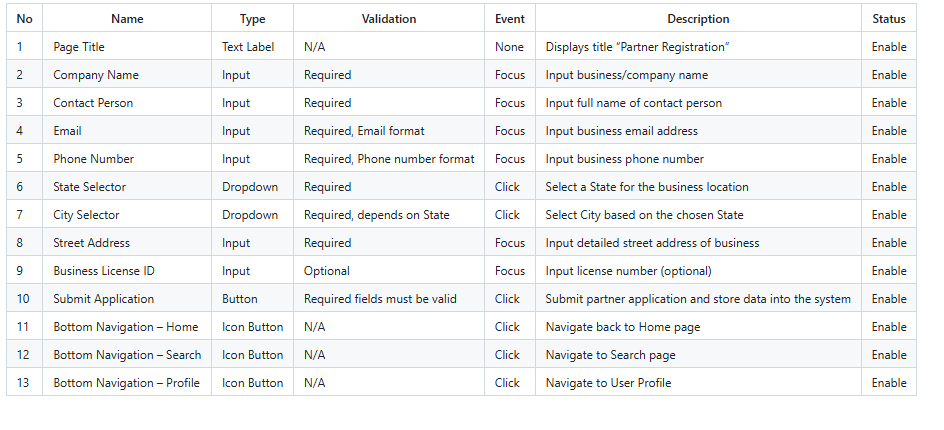 No Name Type Validation Event Description Status
1 Page Title Text Label N/A None Displays title “Partner Registration” Enable
2 Company Name Input Required Focus Input business/company name Enable
3 Contact Person Input Required Focus Input full name of contact person Enable
4 Email Input Required, Email format Focus Input business email address Enable
5 Phone Number Input Required, Phone number format Focus Input business phone number Enable
6 State Selector Dropdown Required Click Select a State for the business location Enable
7 City Selector Dropdown Required, depends on State Click Select City based on the chosen State Enable
8 Street Address Input Required Focus Input detailed street address of business Enable
9 Business License ID Input Optional Focus Input license number (optional) Enable
10 Submit Application Button Required fields must be valid Click Submit partner application and store data into the system Enable
11 Bottom Navigation – Home Icon Button N/A Click Navigate back to Home page Enable
12 Bottom Navigation – Search Icon Button N/A Click Navigate to Search page Enable
13 Bottom Navigation – Profile Icon Button N/A Click Navigate to User Profile Enable